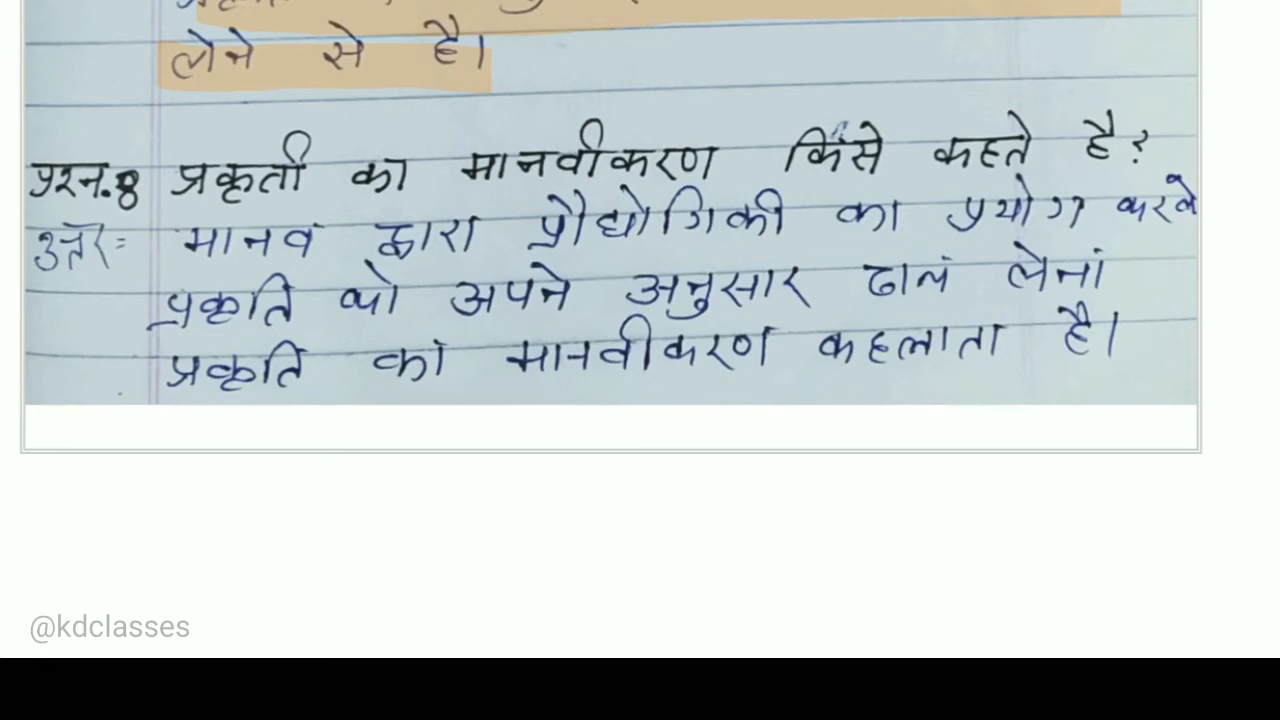 लेने से है।
प्रश्न.8 प्रकृती का मानवीकरण किसे कहते है?
उत्तर= मानव द्वारा प्रौद्योगिकी का प्रयोग करके
प्रकृति को अपने अनुसार ढाल लेना
प्रकृति का मानवीकरण कहलाता है।
@kdclasses